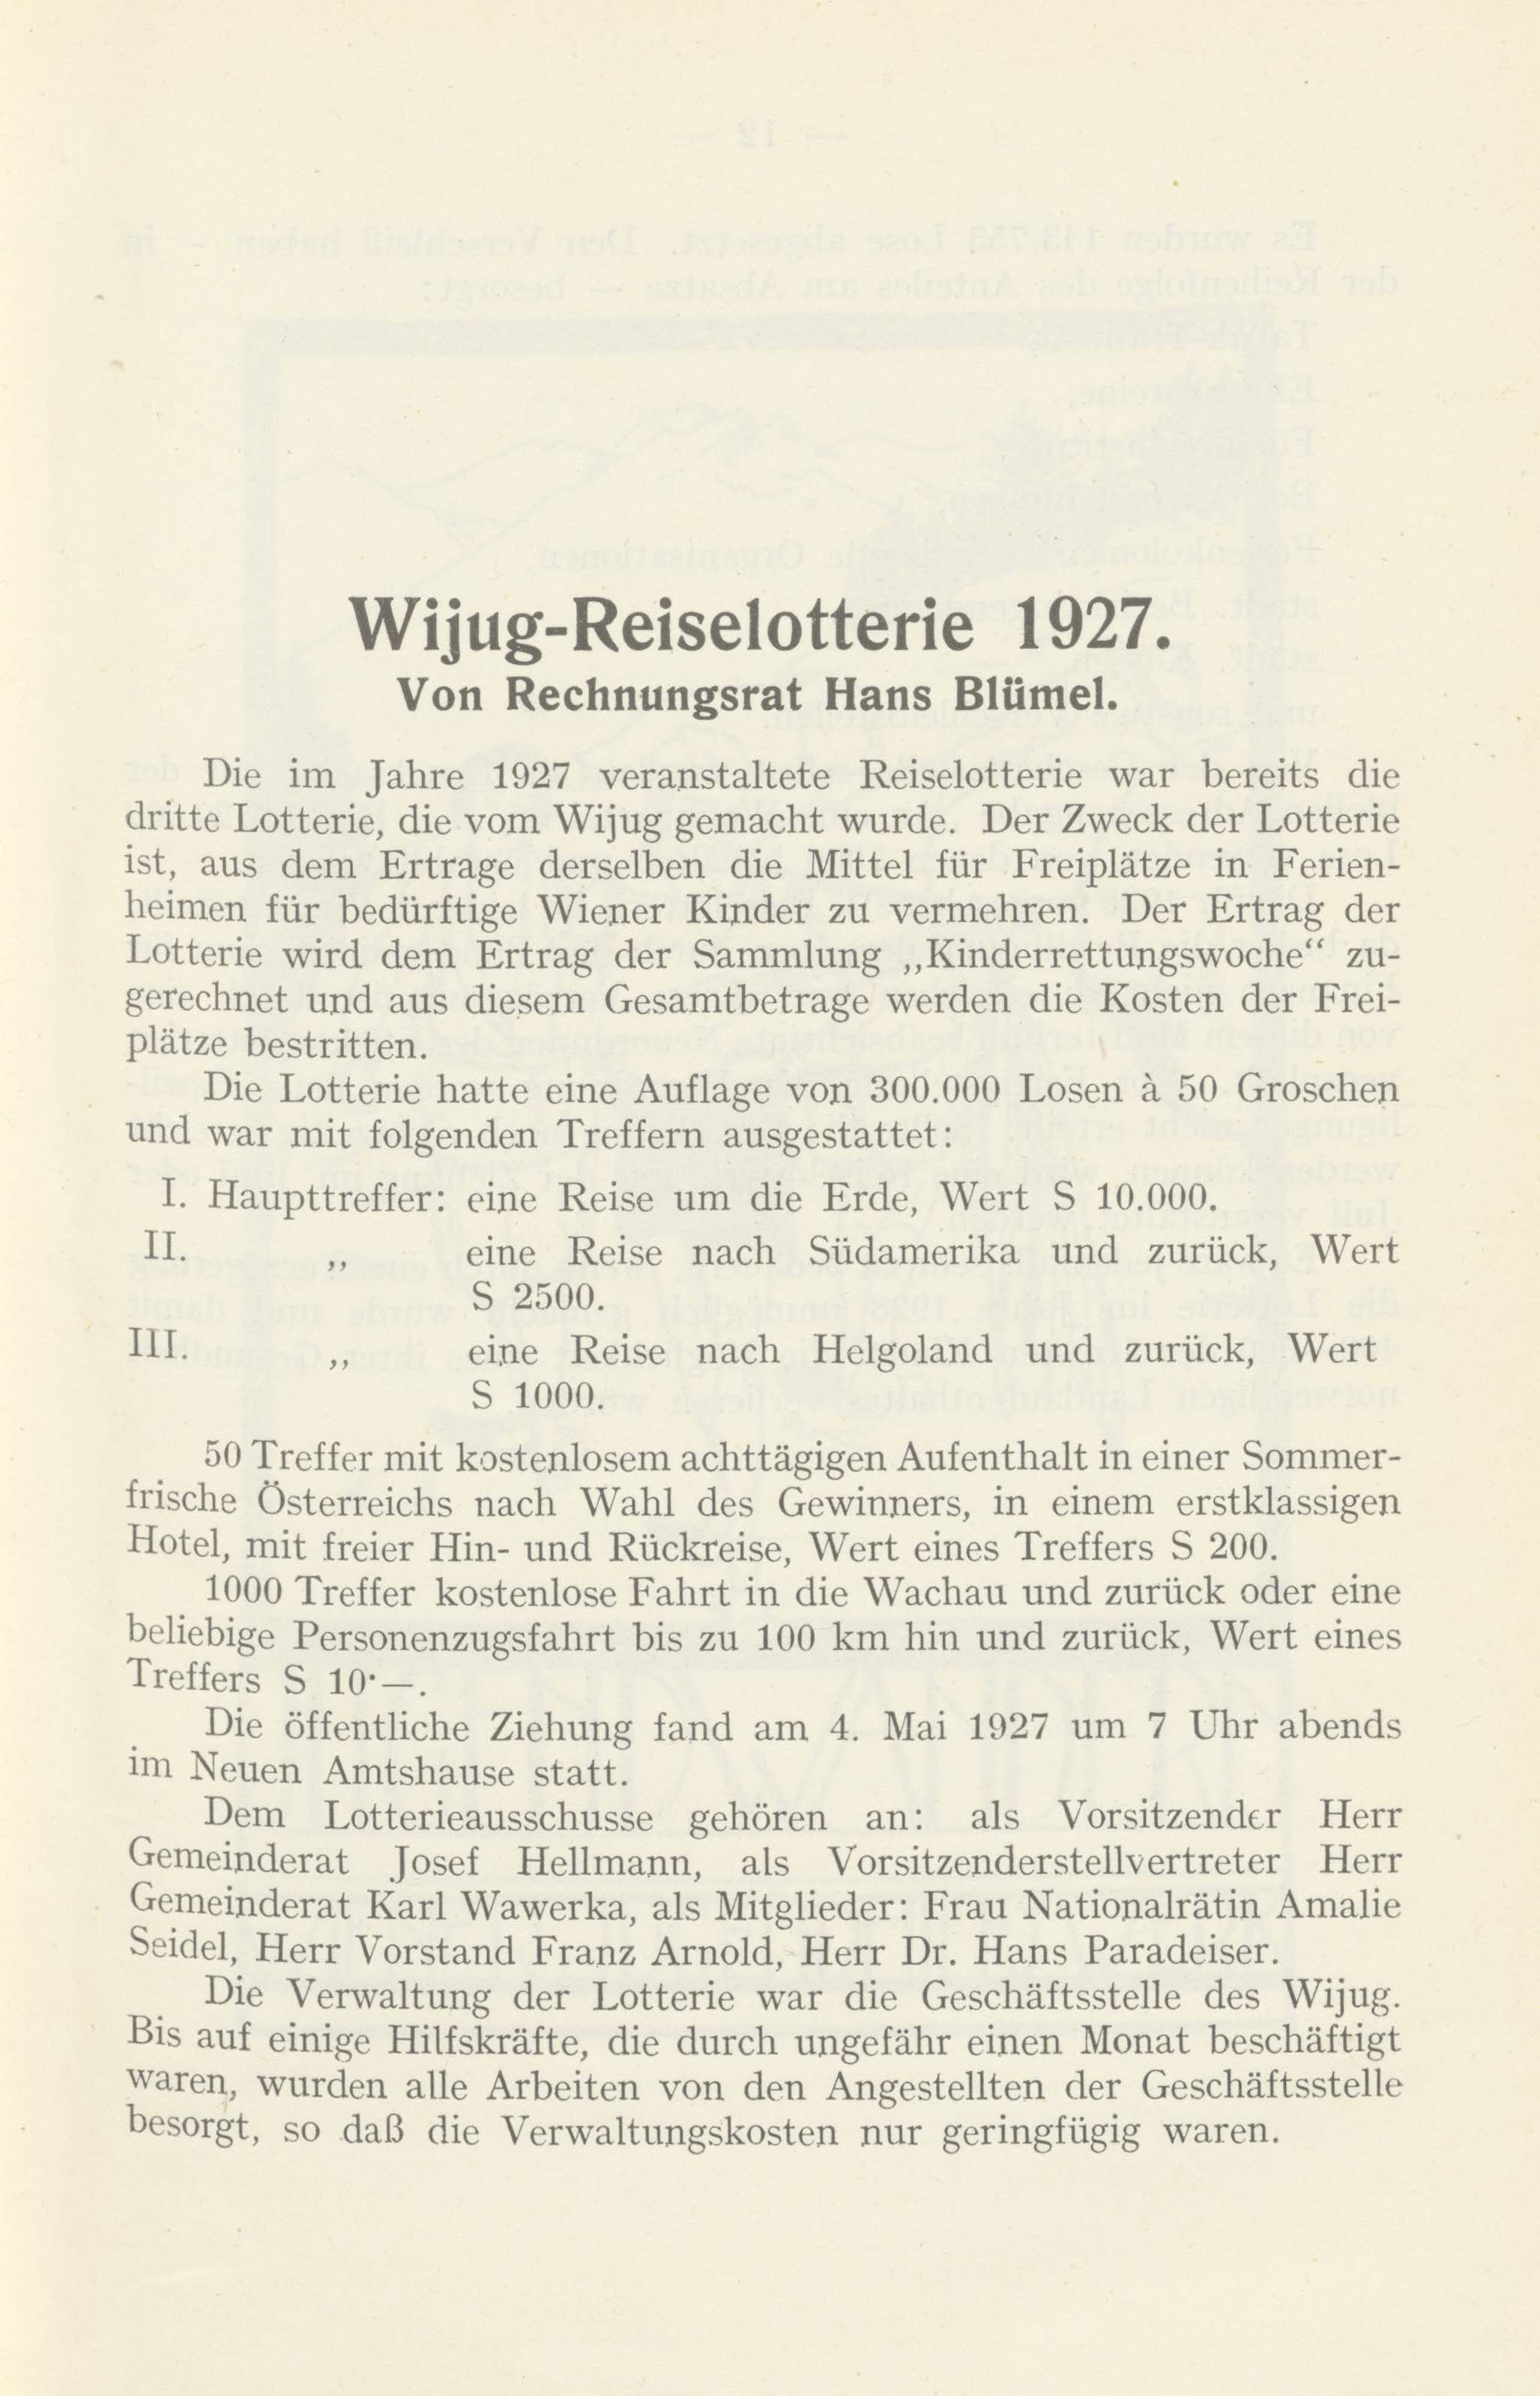 Wijug-Reiselotterie 1927.
Von Rechnungsrat Hans Blümel.
Die im Jahre 1927 veranstaltete Reiselotterie war bereits die
dritte Lotterie, die vom Wijug gemacht wurde. Der Zweck der Lotterie
ist, aus dem Ertrage derselben die Mittel für Freiplätze in Ferien-
heimen für bedürftige Wiener Kinder zu vermehren. Der Ertrag der
Lotterie wird dem Ertrag der Sammlung „Kinderrettungswoche“ zu-
gerechnet und aus diesem Gesamtbetrage werden die Kosten der Frei-
plätze bestritten.
Die Lotterie hatte eine Auflage von 300.000 Losen à 50 Groschen
und war mit folgenden Treffern ausgestattet:
I. Haupttreffer: eine Reise um die Erde, Wert S 10.000.
II. „ eine Reise nach Südamerika und zurück, Wert
S 2500.
III. „ eine Reise nach Helgoland und zurück, Wert
S 1000.
50 Treffer mit kostenlosem achttägigen Aufenthalt in einer Sommer-
frische Österreichs nach Wahl des Gewinners, in einem erstklassigen
Hotel, mit freier Hin- und Rückreise, Wert eines Treffers S 200.
1000 Treffer kostenlose Fahrt in die Wachau und zurück oder eine
beliebige Personenzugsfahrt bis zu 100 km hin und zurück, Wert eines
Treffers S 10·—.
Die öffentliche Ziehung fand am 4. Mai 1927 um 7 Uhr abends
im Neuen Amtshause statt.
Dem Lotterieausschusse gehören an: als Vorsitzender Herr
Gemeinderat Josef Hellmann, als Vorsitzenderstellvertreter Herr
Gemeinderat Karl Wawerka, als Mitglieder: Frau Nationalrätin Amalie
Seidel, Herr Vorstand Franz Arnold, Herr Dr. Hans Paradeiser.
Die Verwaltung der Lotterie war die Geschäftsstelle des Wijug.
Bis auf einige Hilfskräfte, die durch ungefähr einen Monat beschäftigt
waren, wurden alle Arbeiten von den Angestellten der Geschäftsstelle
besorgt, so daß die Verwaltungskosten nur geringfügig waren.